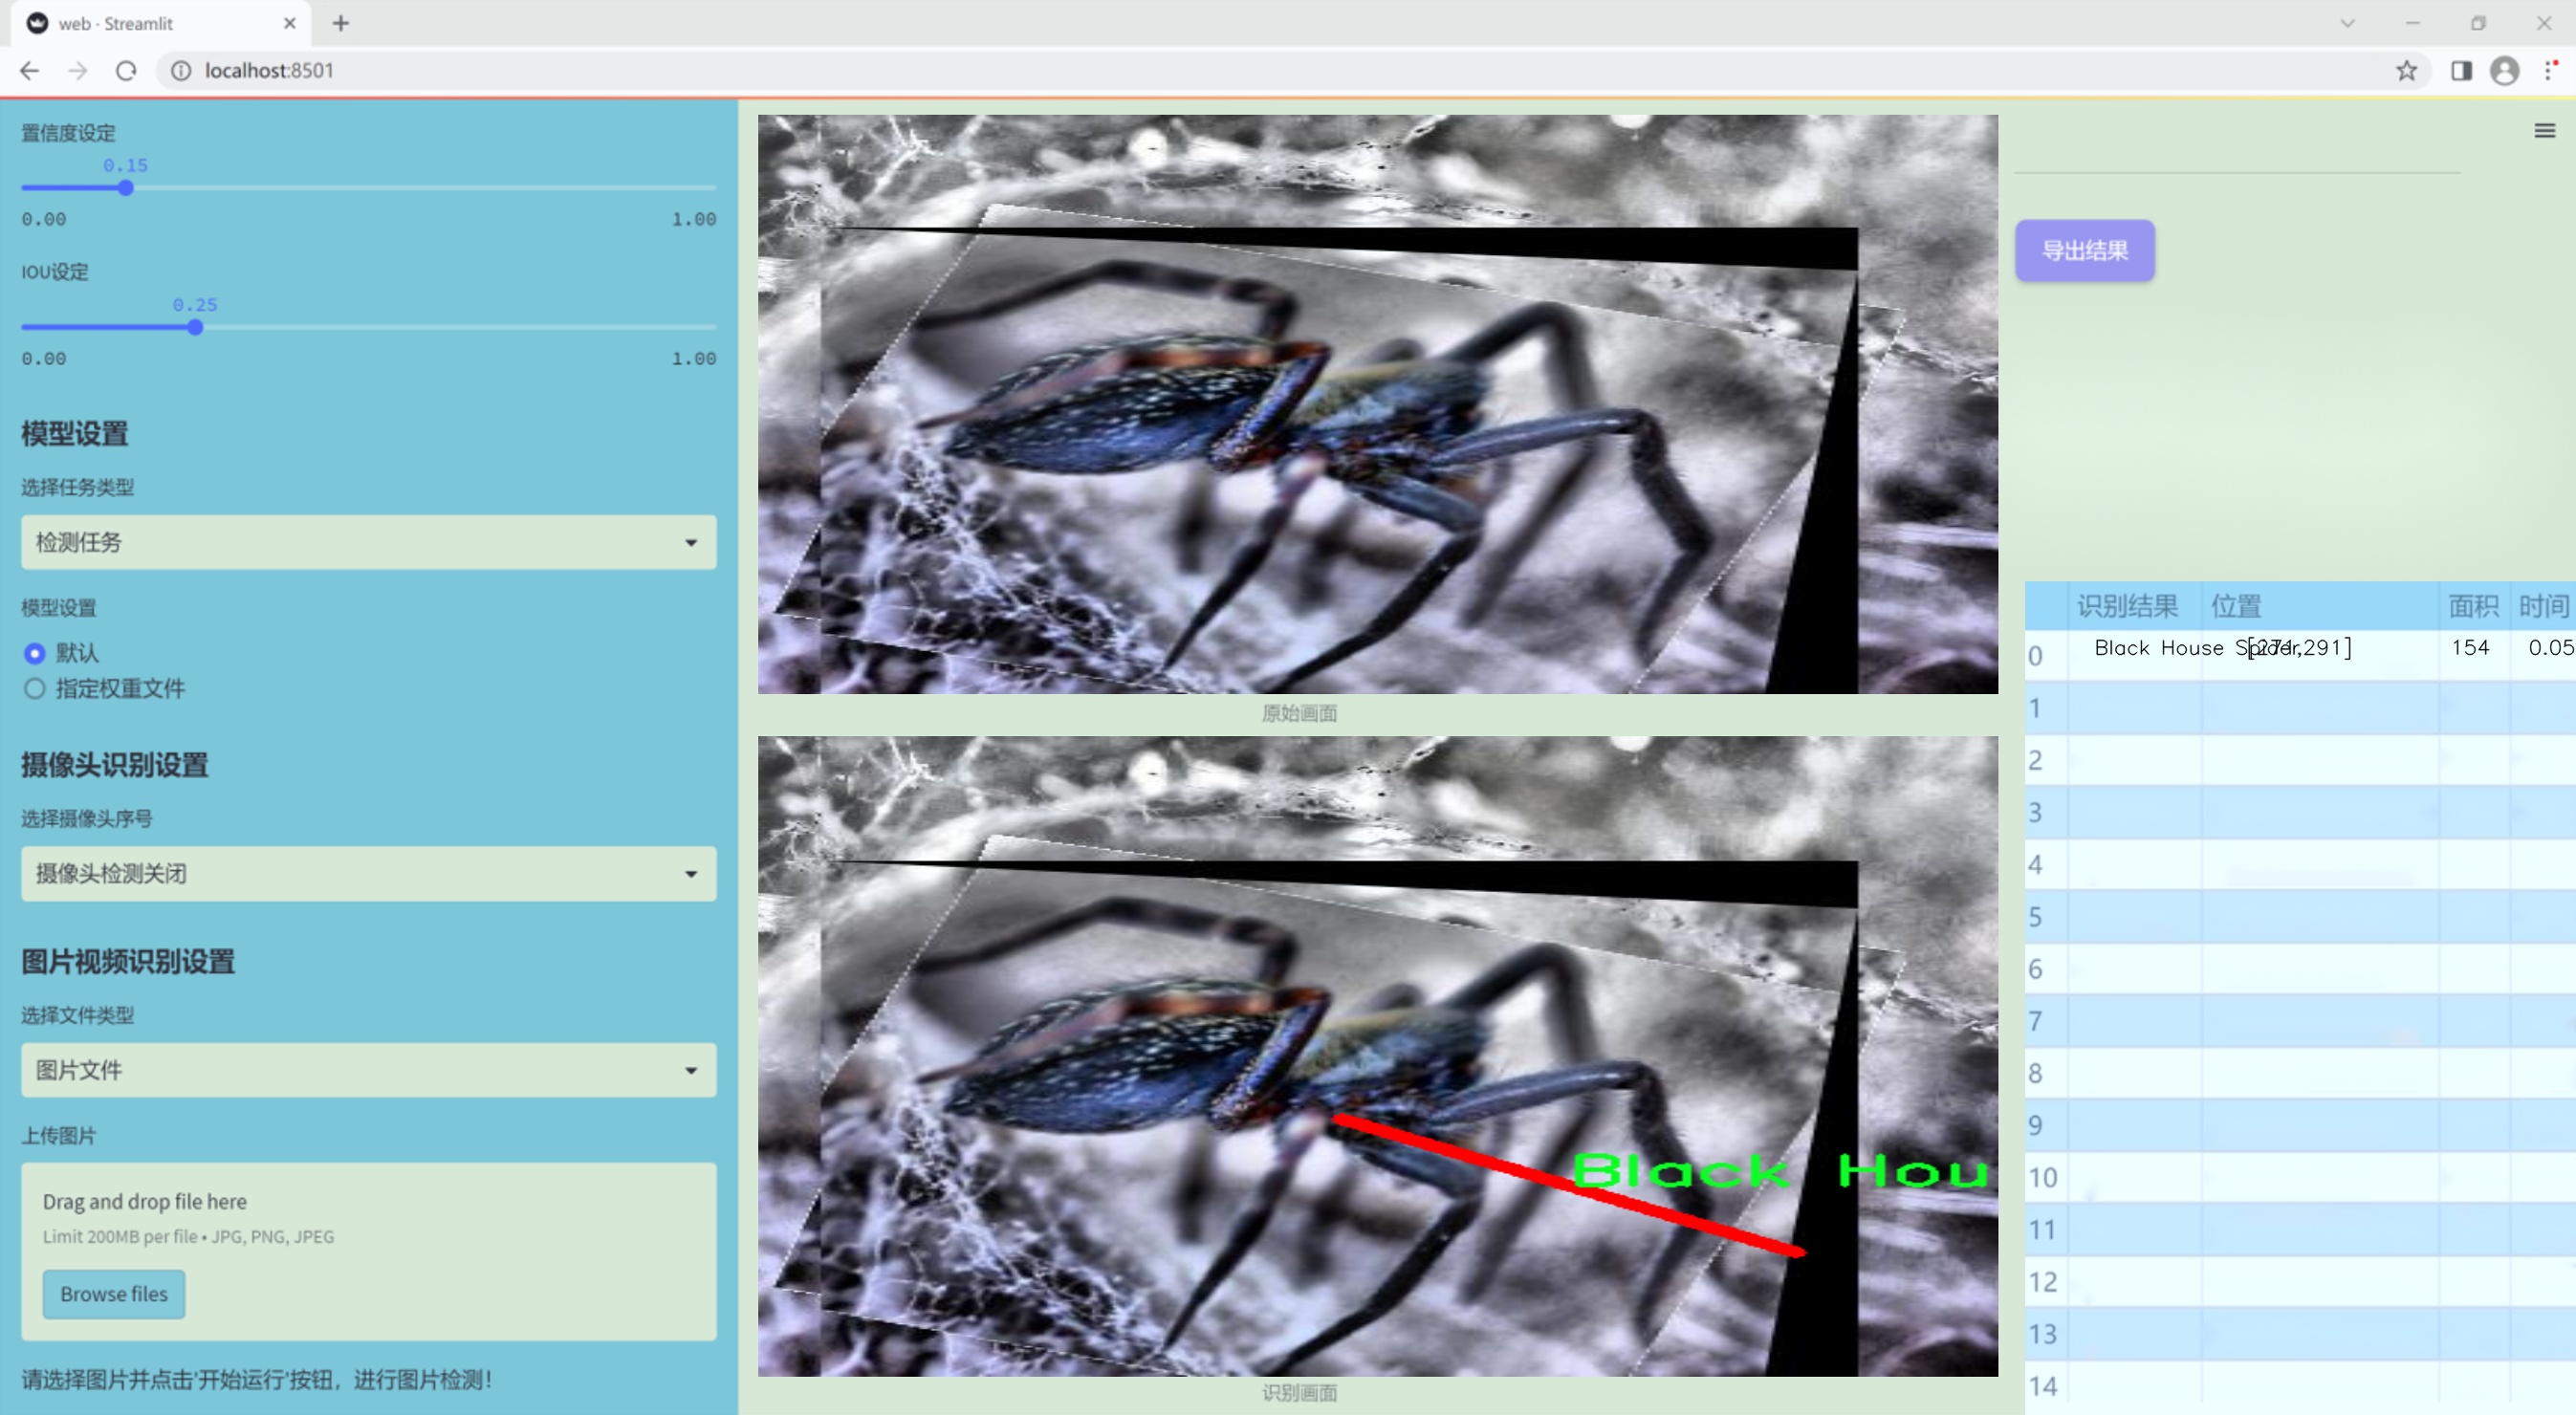 web · Streamlit
localhost:8501
置信度设定
0.15
0.00 1.00
IOU设定
0.25
0.00 1.00
模型设置
选择任务类型
检测任务
模型设置
默认
指定权重文件
摄像头识别设置
选择摄像头序号
摄像头检测关闭
图片视频识别设置
选择文件类型
图片文件
上传图片
Drag and drop file here
Limit 200MB per file • JPG, PNG, JPEG
Browse files
请选择图片并点击'开始运行'按钮，进行图片检测！
原始画面
Black Hou
识别画面
导出结果
识别结果 位置 面积 时间
0 Black House Spider 291] 154 0.05
1
2
3
4
5
6
7
8
9
10
11
12
13
14